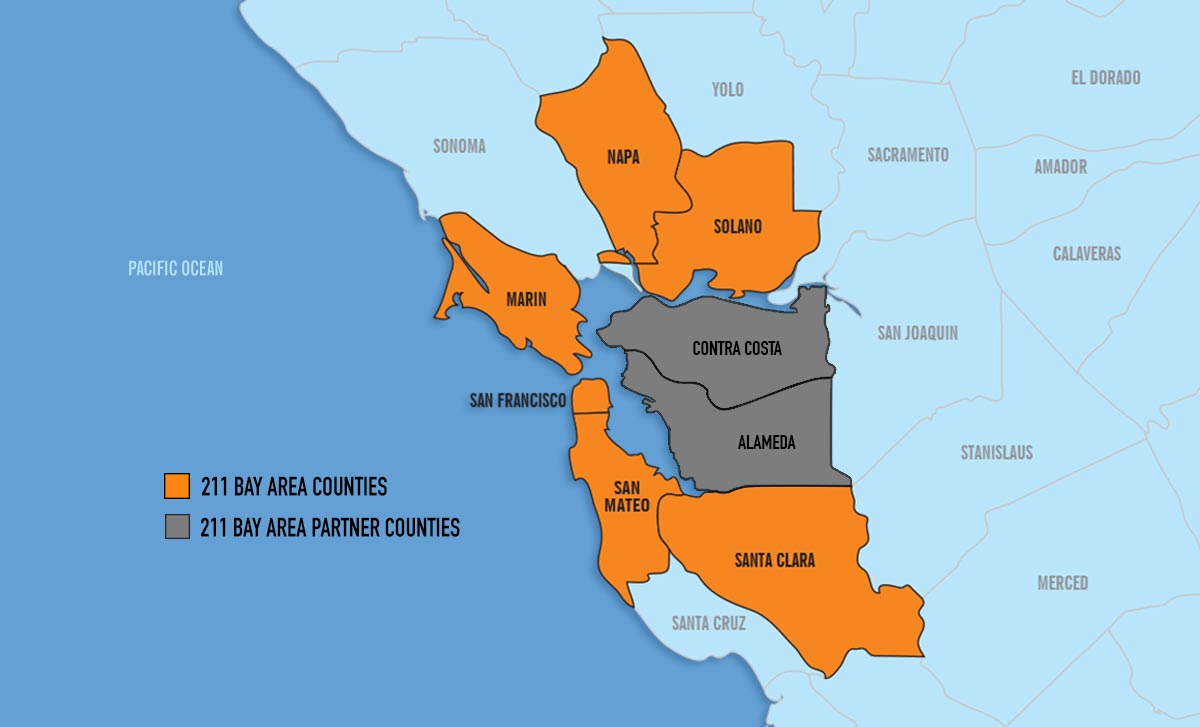 EL DORADO
YOLO
SONOMA
NAPA
SACRAMENTO
AMADOR
SOLANO
CALAVERAS
PACIFIC OCEAN
MARIN
SAN JOAQUIN
CONTRA COSTA
SAN FRANCISCO
ALAMEDA
STANISLAUS
211 BAY AREA COUNTIES
SAN
MATEO
211 BAY AREA PARTNER COUNTIES
SANTA CLARA
MERCED
SANTA CRUZ